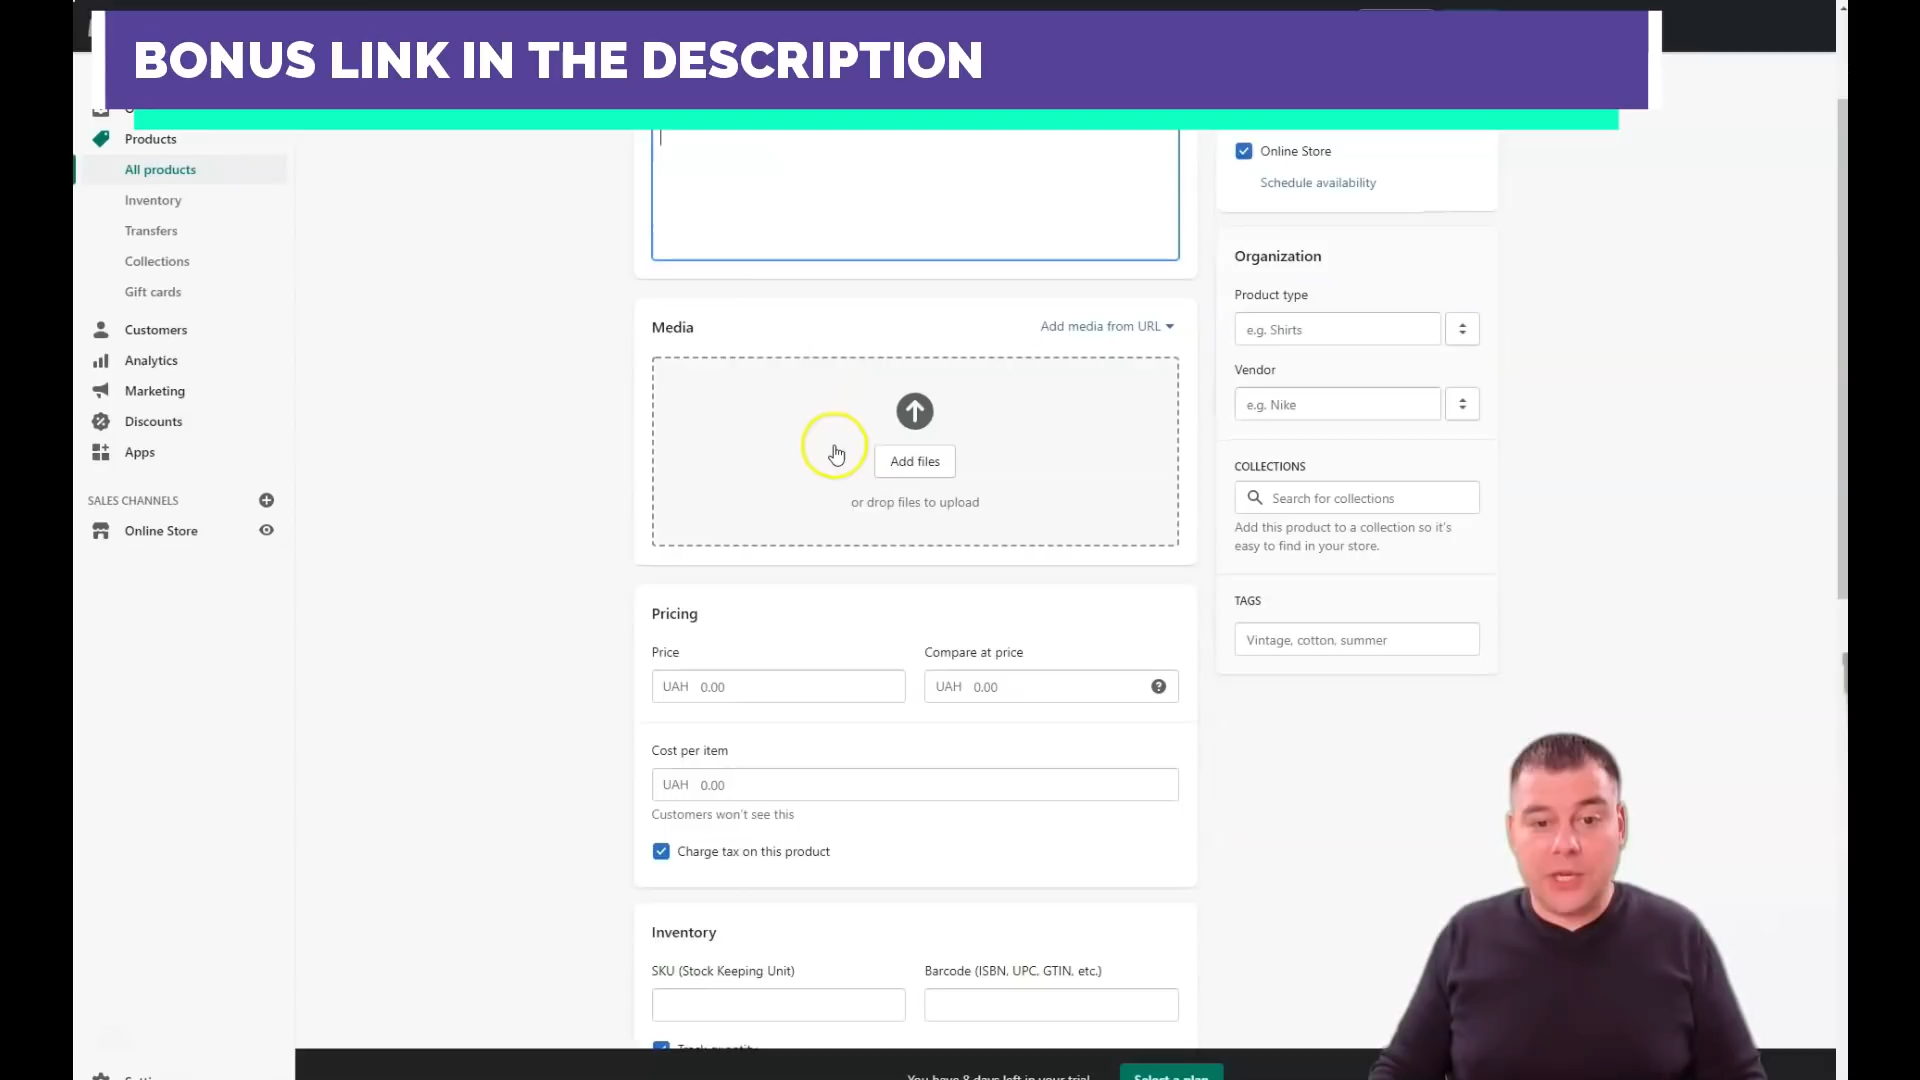 BONUS LINK IN THE DESCRIPTION
Products
All products
Inventory
Transfers
Collections
Gift cards
Customers
Analytics
Marketing
Discounts
Apps
SALES CHANNELS
Online Store
Media
Add media from URL
Add files
or drop files to upload
Pricing
Price
Compare at price
UAH 0.00
UAH 0.00
Cost per item
UAH 0.00
Customers won't see this
Charge tax on this product
Inventory
SKU (Stock Keeping Unit)
Barcode (ISBN, UPC, GTIN, etc.)
Track quantity
Online Store
Schedule availability
Organization
Product type
e.g. Shirts
Vendor
e.g. Nike
COLLECTIONS
Search for collections
Add this product to a collection so it's
easy to find in your store.
TAGS
Vintage, cotton, summer
You have 8 days left in your trial
Select a plan